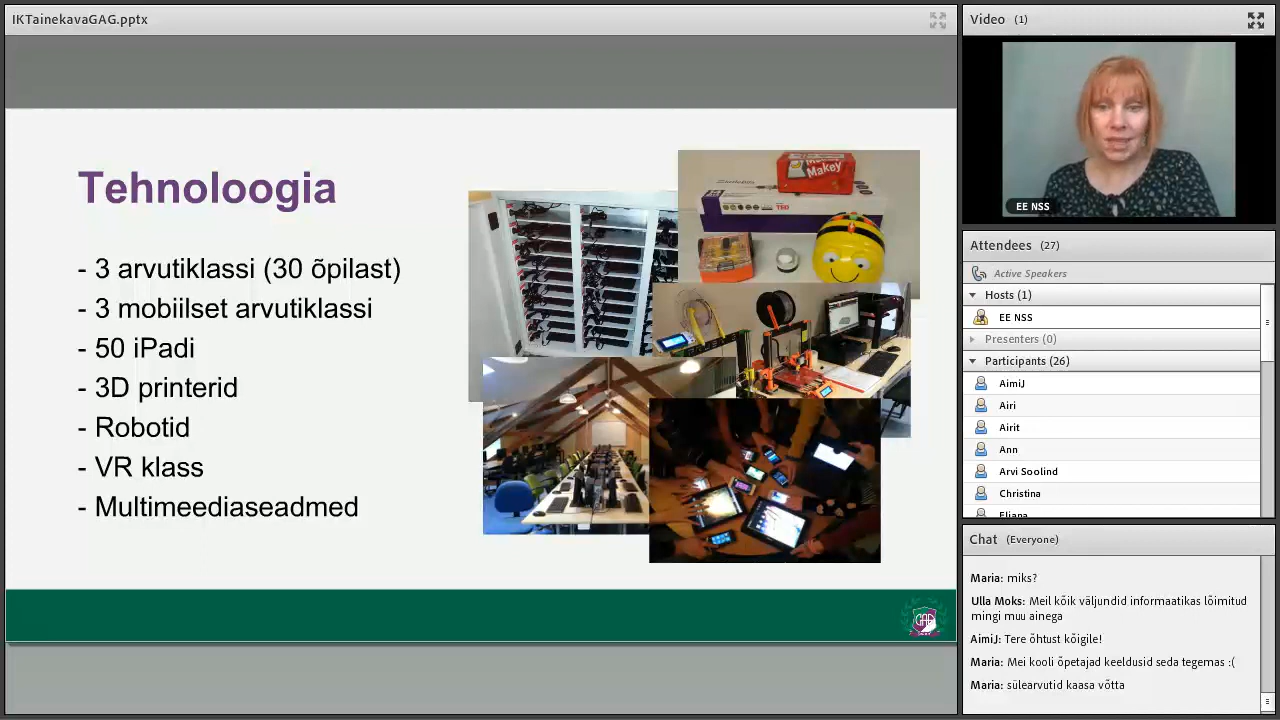 IKTainekavaGAG.pptx
Tehnoloogia
- 3 arvutiklassi (30 õpilast)
- 3 mobiilset arvutiklassi
- 50 iPadi
- 3D printerid
- Robotid
- VR klass
- Multimeediaseadmed
Makey
GAG
Video (1)
EE NSS
Attendees (27)
Active Speakers
Hosts (1)
EE NSS
Presenters (0)
Participants (26)
AimiJ
Airi
Airit
Ann
Arvi Soolind
Christina
Eliana
Chat (Everyone)
Maria: miks?
Ulla Moks: Meil kõik väljundid informaatikas lõimitud
mingi muu ainega
AimiJ: Tere õhtust kõigile!
Maria: Mei kooli õpetajad keeldusid seda tegemas :(
Maria: sülearvutid kaasa võtta